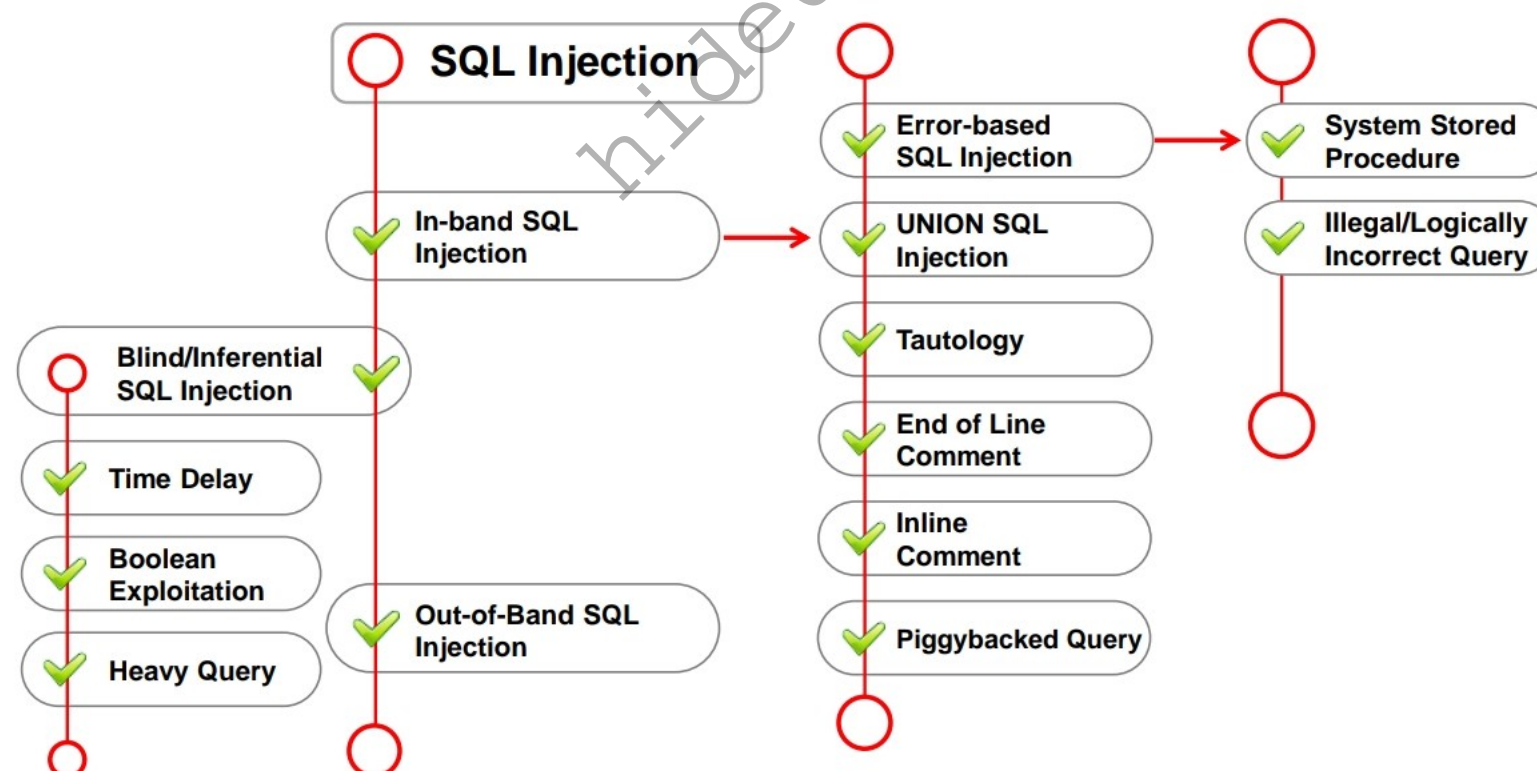 SQL Injection
In-band SQL
Injection
Blind/Inferential
SQL Injection
Time Delay
Boolean
Exploitation
Heavy Query
Out-of-Band SQL
Injection
Error-based
SQL Injection
UNION SQL
Injection
Tautology
End of Line
Comment
Inline
Comment
Piggybacked Query
System Stored
Procedure
Illegal/Logically
Incorrect Query